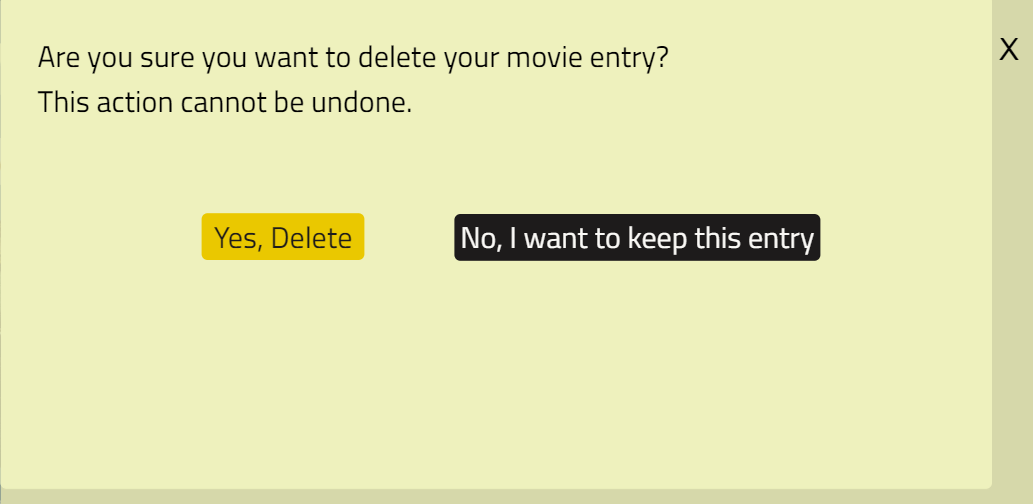 Are you sure you want to delete your movie entry?
X
This action cannot be undone.
Yes, Delete
No, I want to keep this entry